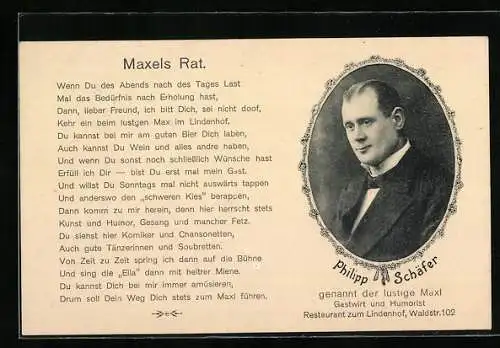 Maxels Rat.
Wenn Du des Abends nach des Tages Last
Mal das Bedürfnis nach Erholung hast,
Dann, lieber Freund, ich bitt Dich, sei nicht doof,
Kehr ein beim lustgen Max im Lindenhof.
Du kannst bei mir am guten Bier Dich laben,
Auch kannst Du Wein und alles andre haben,
Und wenn Du sonst noch schließlich Wünsche hast
Erfüll ich Dir — bist Du erst mal mein Gast.
Und willst Du Sonntags mal nicht auswärts tappen
Und anderswo den „schweren Kies" berappen,
Dann komm zu mir herein, denn hier herrscht stets
Kunst und Humor, Gesang und mancher Fetz.
Du siehst hier Komiker und Chansonetten,
Auch gute Tänzerinnen und Soubretten.
Von Zeit zu Zeit spring ich dann auf die Bühne
Und sing die „Ella" dann mit heitrer Miene.
Du kannst Dich bei mir immer amüsieren,
Drum soll Dein Weg Dich stets zum Maxl führen.
Philipp Schäfer
genannt der lustige Maxl
Gastwirt und Humorist
Restaurant zum Lindenhof, Waldstr.102